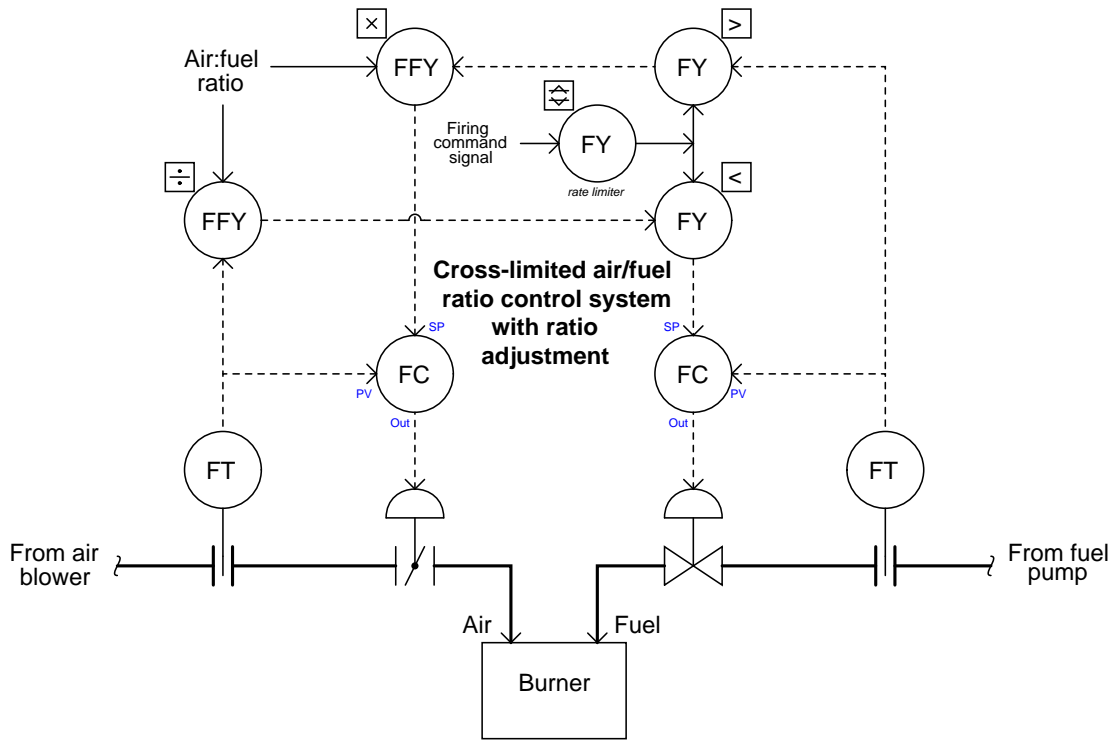 ×
>
Air:fuel
ratio
FFY
FY
Firing
command
signal
FY
rate limiter
÷
<
FFY
FY
Cross-limited air/fuel
ratio control system
with ratio
adjustment
SP
SP
FC
FC
PV
PV
Out
Out
FT
FT
From air
blower
From fuel
pump
Air
Fuel
Burner